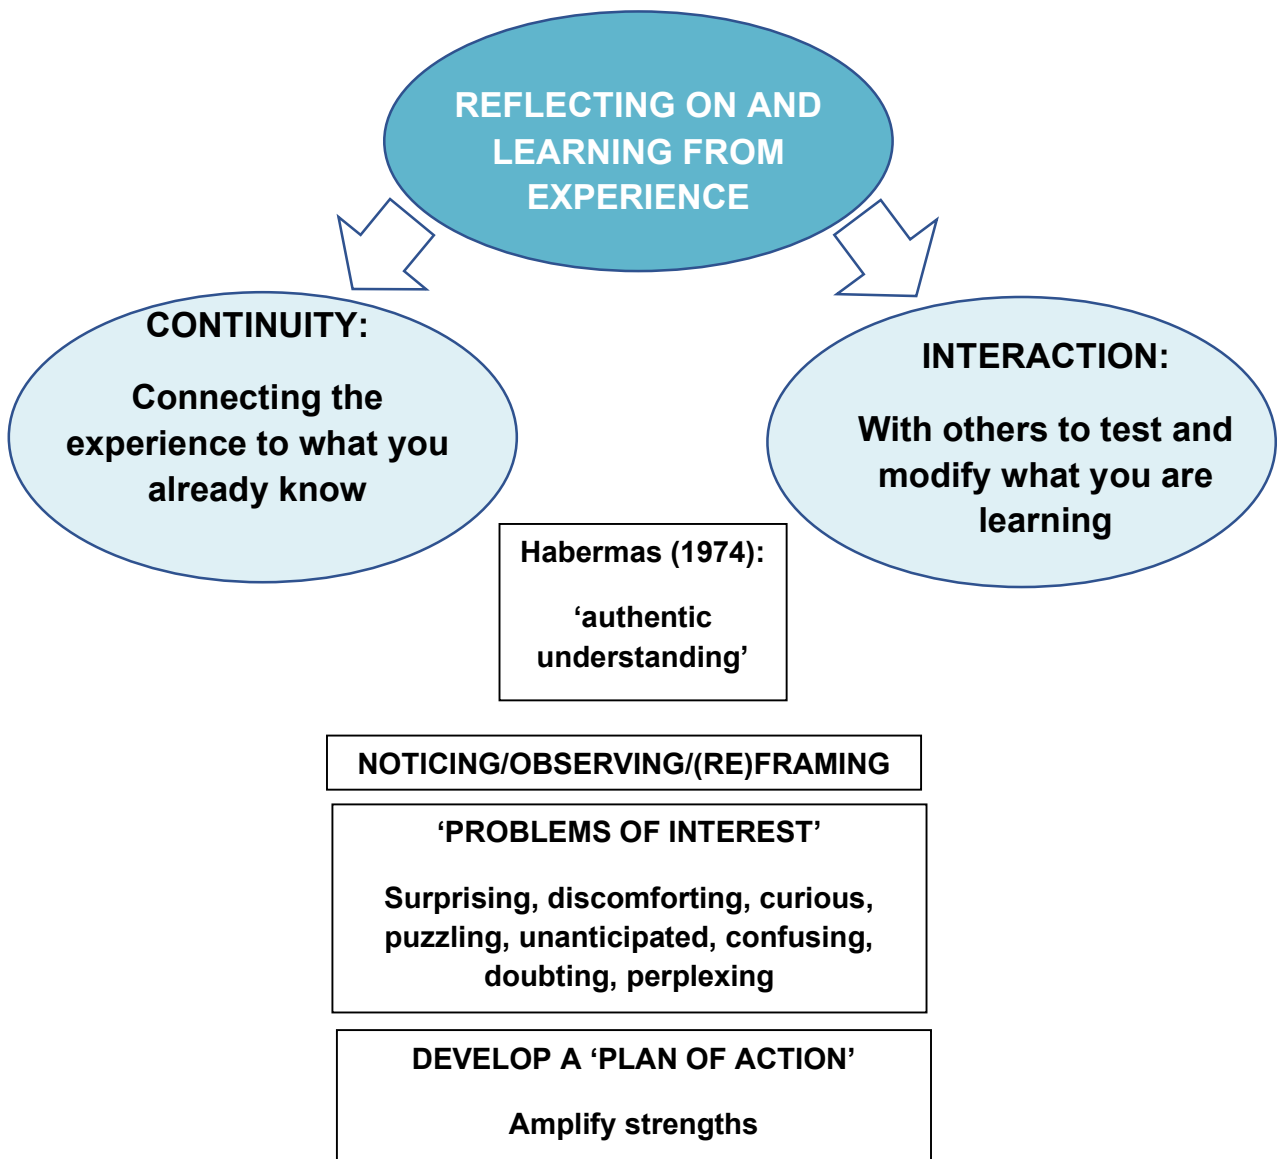 REFLECTING ON AND
LEARNING FROM
EXPERIENCE
CONTINUITY:
Connecting the
experience to what you
already know
INTERACTION:
With others to test and
modify what you are
learning
Habermas (1974):
‘authentic
understanding’
NOTICING/OBSERVING/(RE)FRAMING
‘PROBLEMS OF INTEREST’
Surprising, discomforting, curious,
puzzling, unanticipated, confusing,
doubting, perplexing
DEVELOP A ‘PLAN OF ACTION’
Amplify strengths